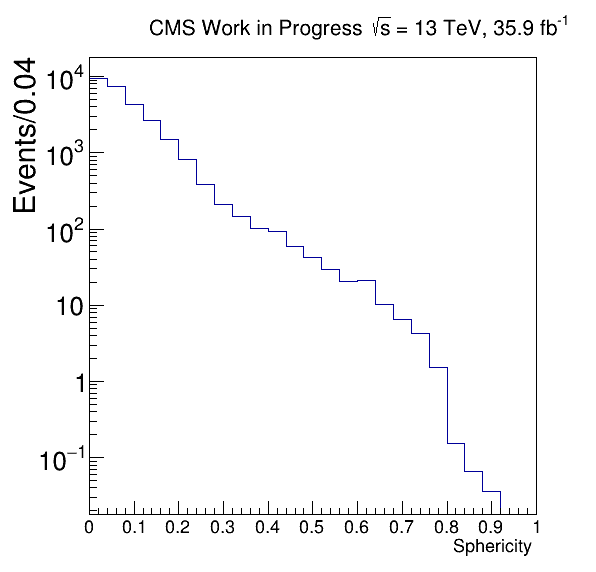 CMS Work in Progress √s = 13 TeV, 35.9 fb⁻¹
Events/0.04
10⁴
10³
10²
10
1
10⁻¹
0 0.1 0.2 0.3 0.4 0.5 0.6 0.7 0.8 0.9 1
Sphericity